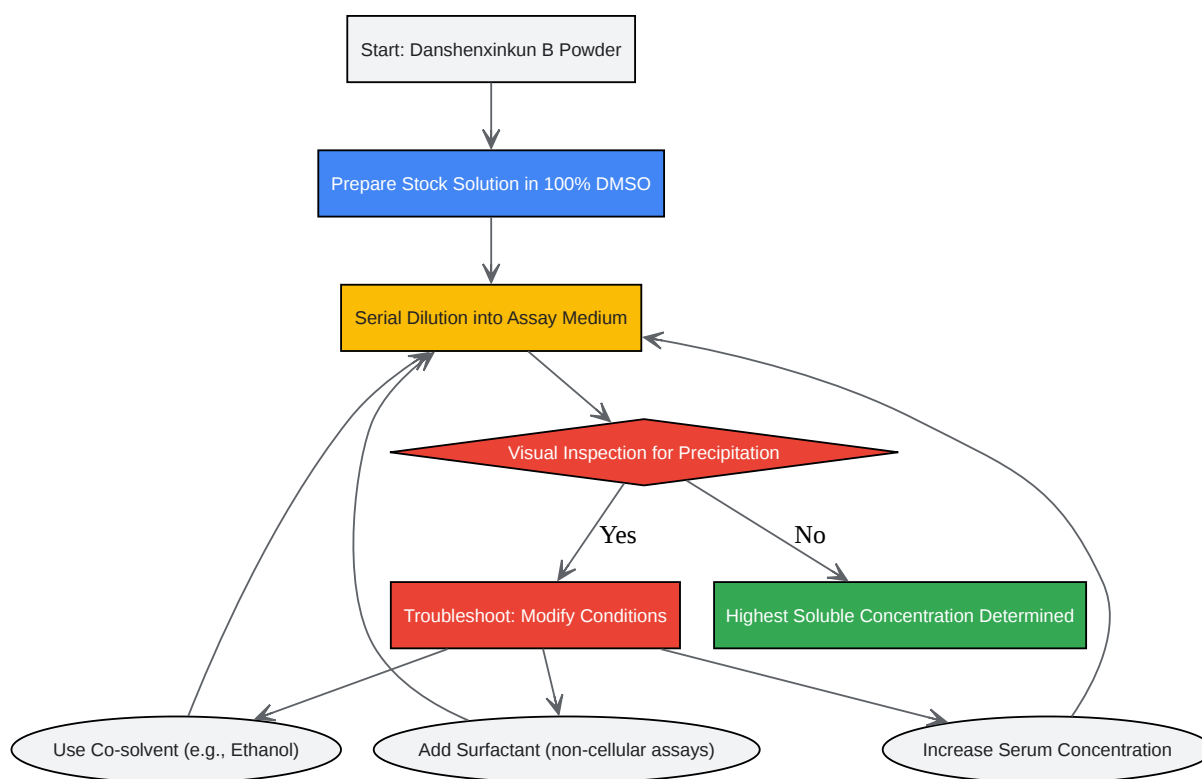 Start: Danshenxinkun B Powder
Prepare Stock Solution in 100% DMSO
Serial Dilution into Assay Medium
Visual Inspection for Precipitation
Yes
No
Troubleshoot: Modify Conditions
Highest Soluble Concentration Determined
Use Co-solvent (e.g., Ethanol)
Add Surfactant (non-cellular assays)
Increase Serum Concentration